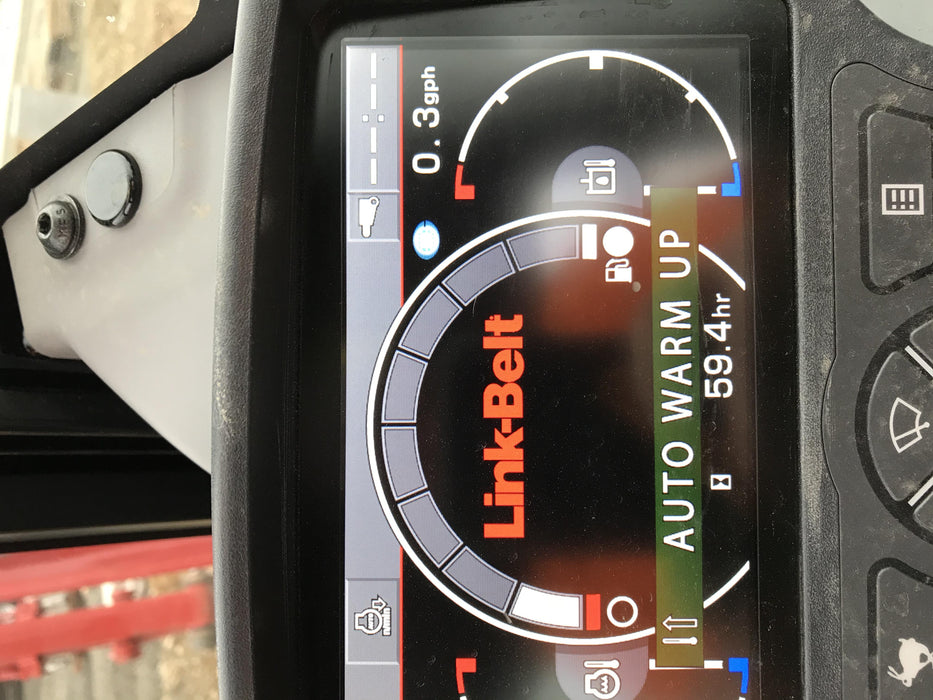 --:--
0.3gph
Link-Belt
AUTO WARM UP
59.4hr